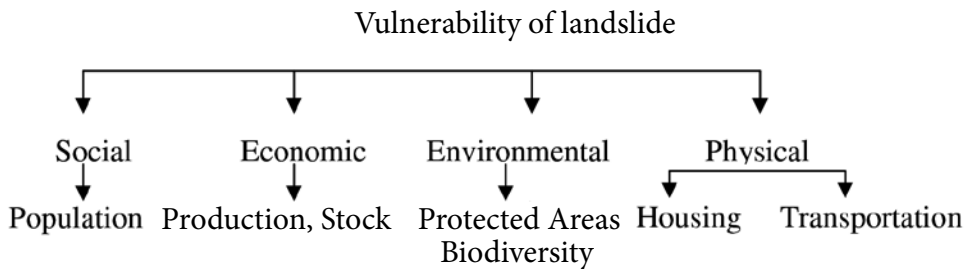 Vulnerability of landslide
Social Economic Environmental Physical
Population Production, Stock Protected Areas Housing Transportation
Biodiversity